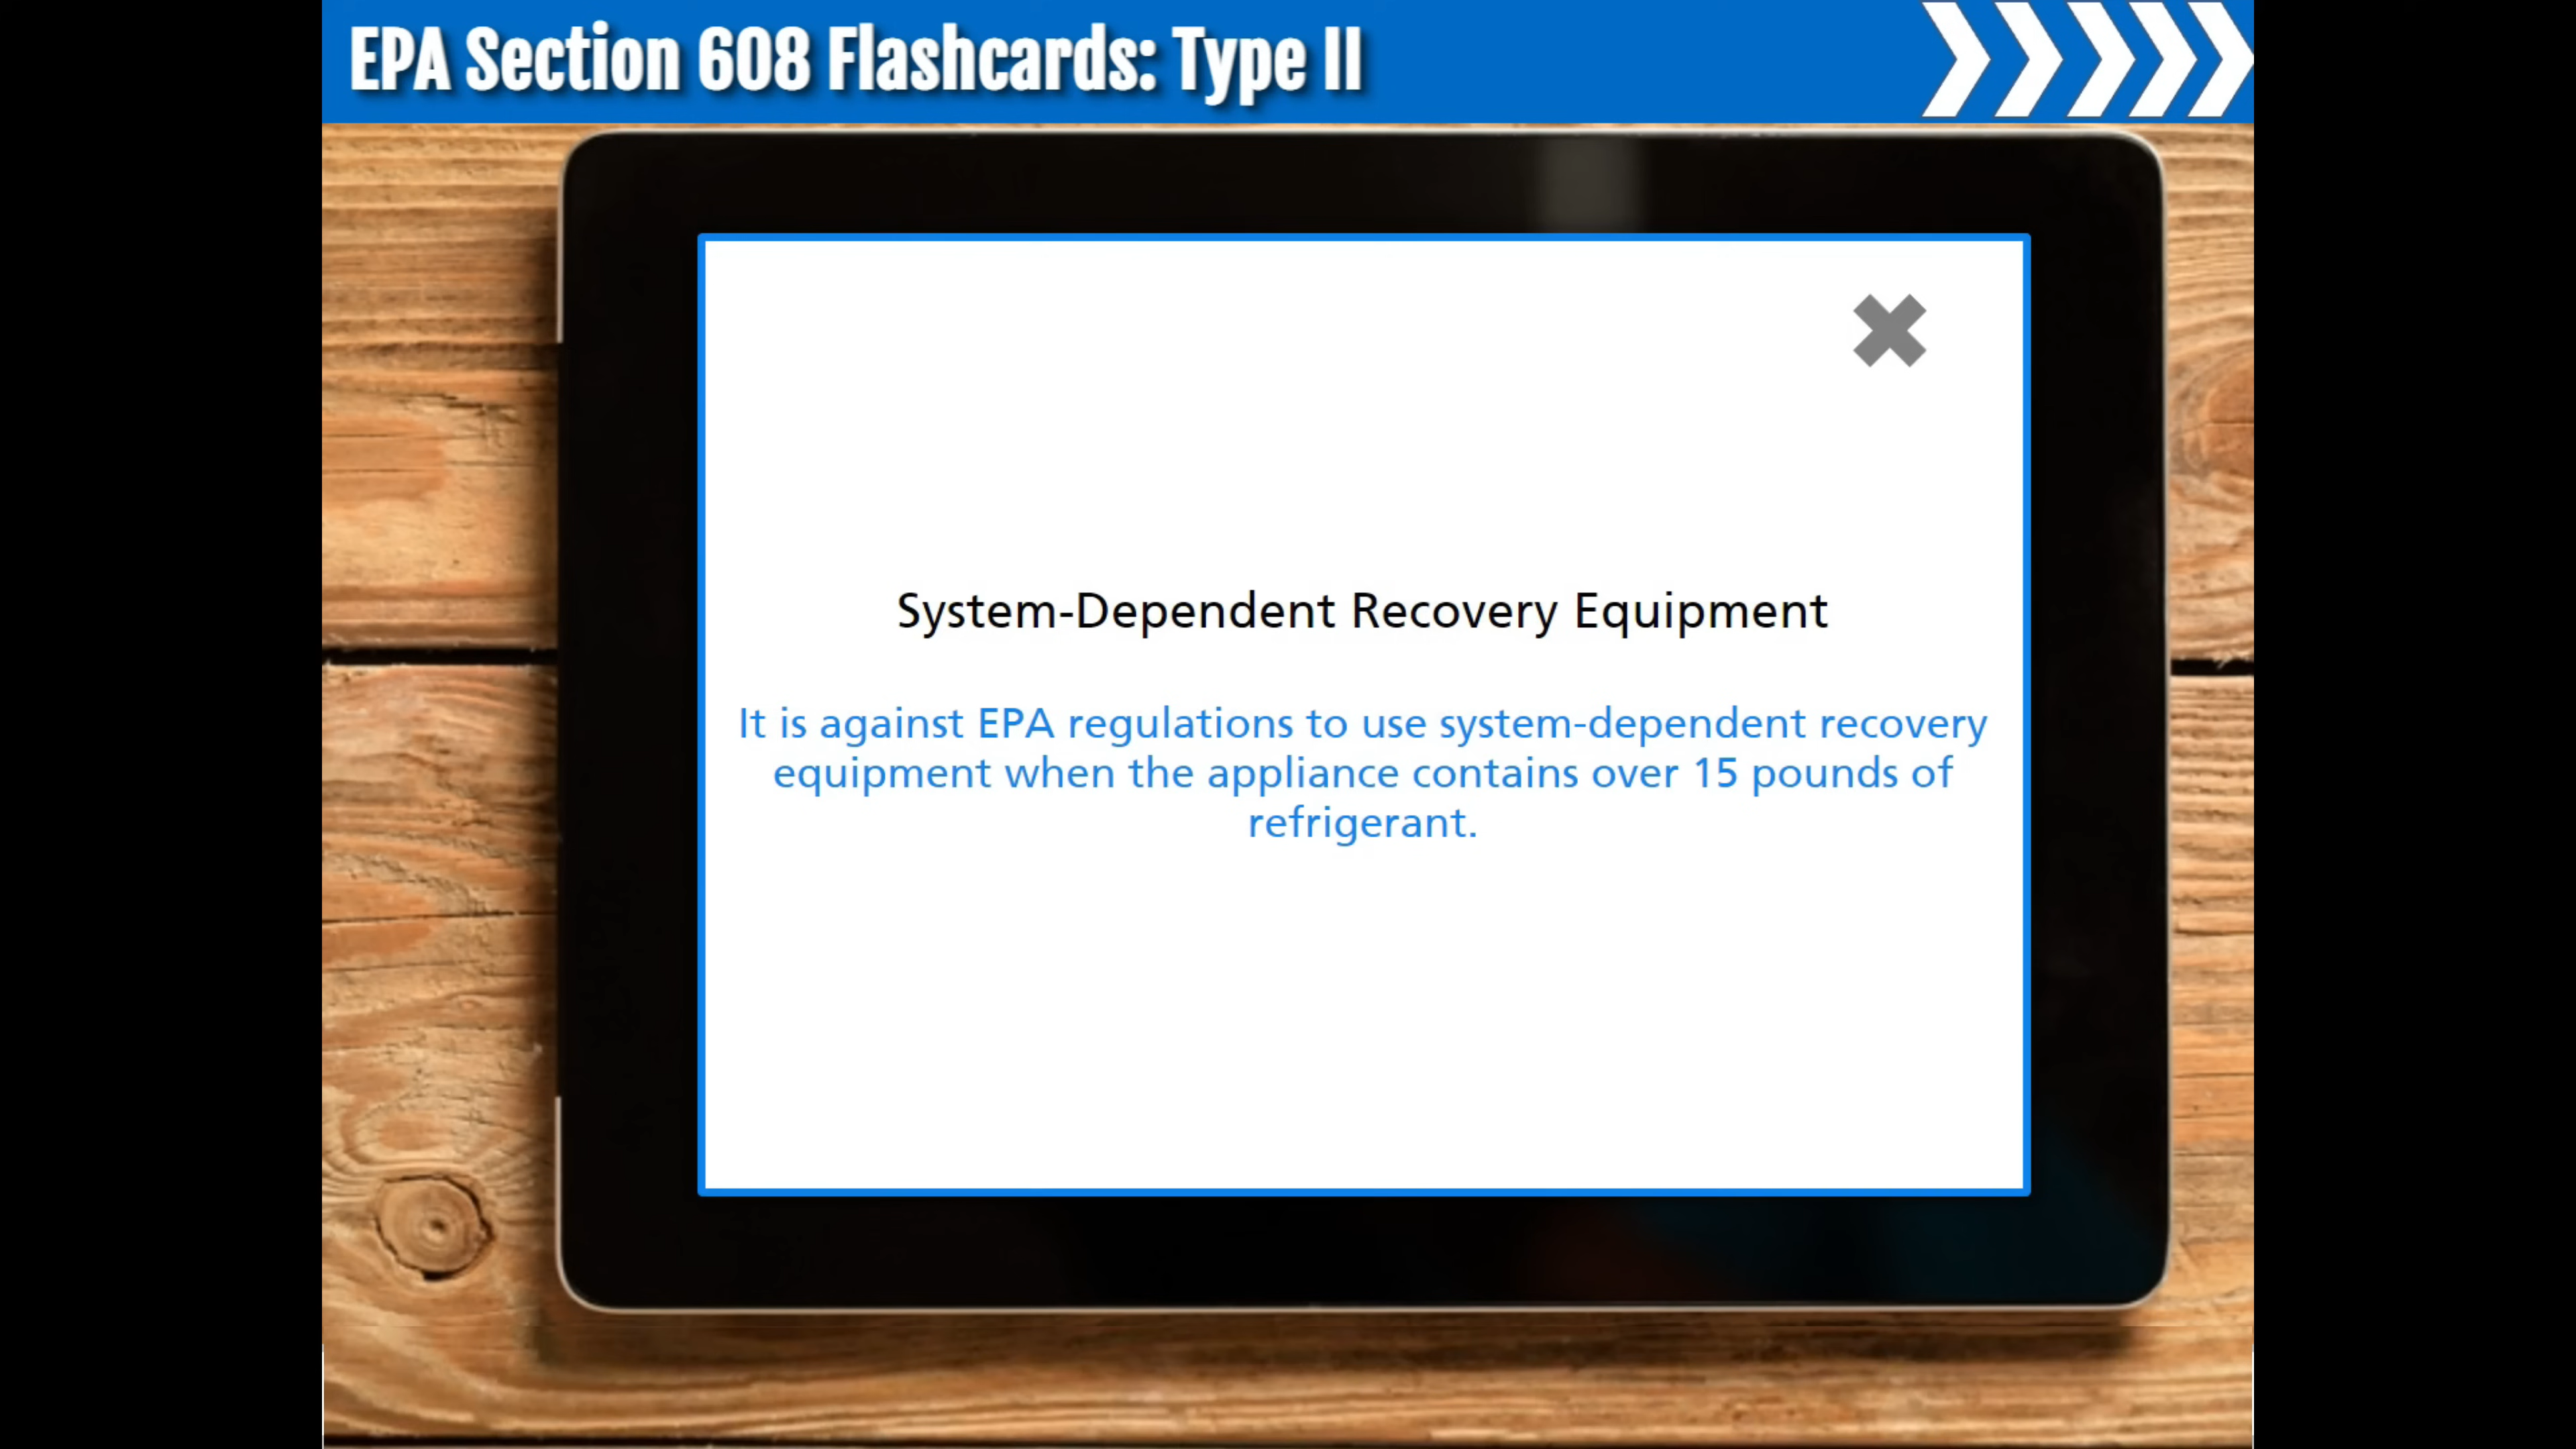 EPA Section 608 Flashcards: Type II
System-Dependent Recovery Equipment
It is against EPA regulations to use system-dependent recovery
equipment when the appliance contains over 15 pounds of
refrigerant.